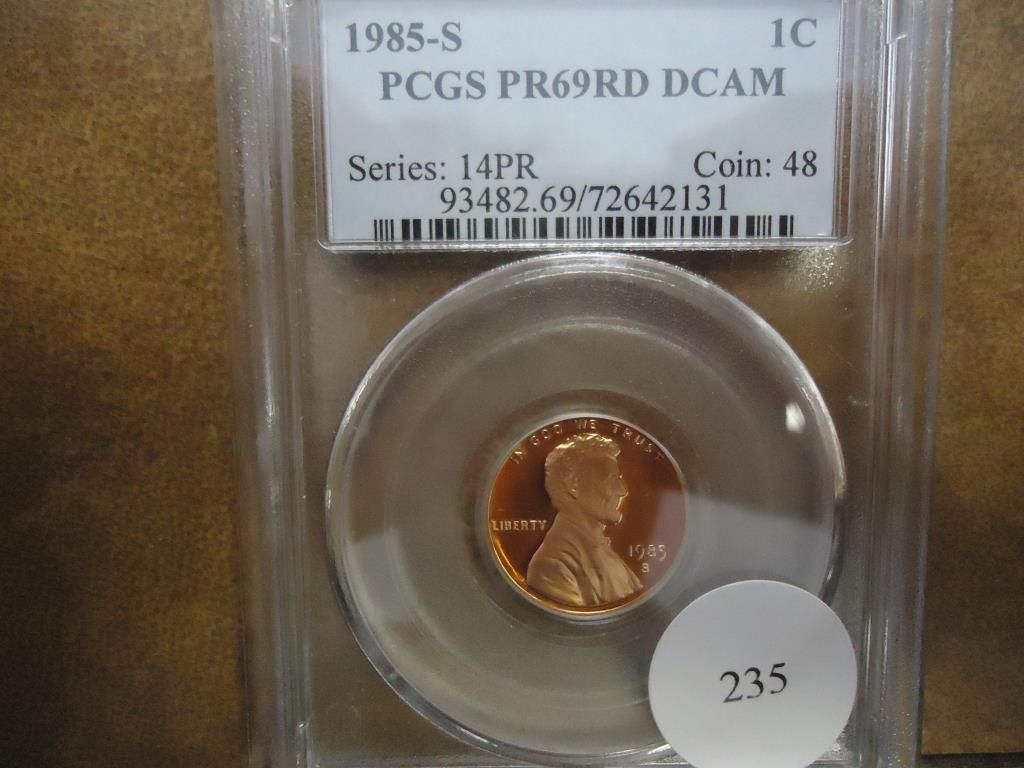 1985-S 1C
PCGS PR69RD DCAM
Series: 14PR Coin: 48
93482.69/72642131
IN GOD WE TRUST
LIBERTY
1985
S
235